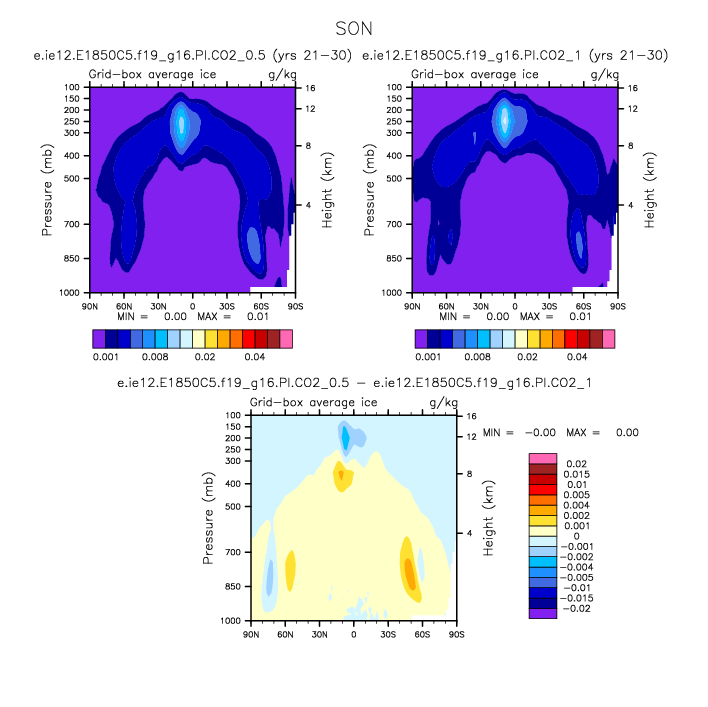 SON
e.ie12.E1850C5.f19_g16.PI.CO2_0.5 (yrs 21-30) e.ie12.E1850C5.f19_g16.PI.CO2_1 (yrs 21-30)
Grid-box average ice g/kg Grid-box average ice g/kg
100 16 100 16
150
200 12 150
200 12
250
300 250
300
8 8
400 400
500 500
4 4
700 700
850 850
1000 1000
Pressure (mb) Height (km) Pressure (mb) Height (km)
90N 60N 30N 0 30S 60S 90S 90N 60N 30N 0 30S 60S 90S
MIN = 0.00 MAX = 0.01 MIN = 0.00 MAX = 0.01
0.001 0.008 0.02 0.04 0.001 0.008 0.02 0.04
e.ie12.E1850C5.f19_g16.PI.CO2_0.5 - e.ie12.E1850C5.f19_g16.PI.CO2_1
Grid-box average ice g/kg
100 16
150
200 12
250
300
8
400
500
4
700
850
1000
Pressure (mb) Height (km)
90N 60N 30N 0 30S 60S 90S
MIN = -0.00 MAX = 0.00
0.02
0.015
0.01
0.005
0.004
0.002
0.001
0
-0.001
-0.002
-0.004
-0.005
-0.01
-0.015
-0.02